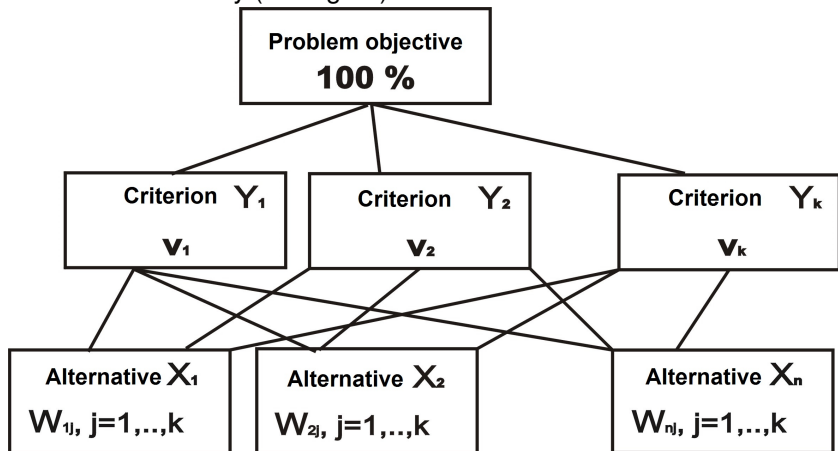 Problem objective
100 %
Criterion Y₁
v₁
Criterion Y₂
v₂
Criterion Yₖ
vₖ
Alternative X₁
W₁ⱼ, j=1,..,k
Alternative X₂
W₂ⱼ, j=1,..,k
Alternative Xₙ
Wₙⱼ, j=1,..,k